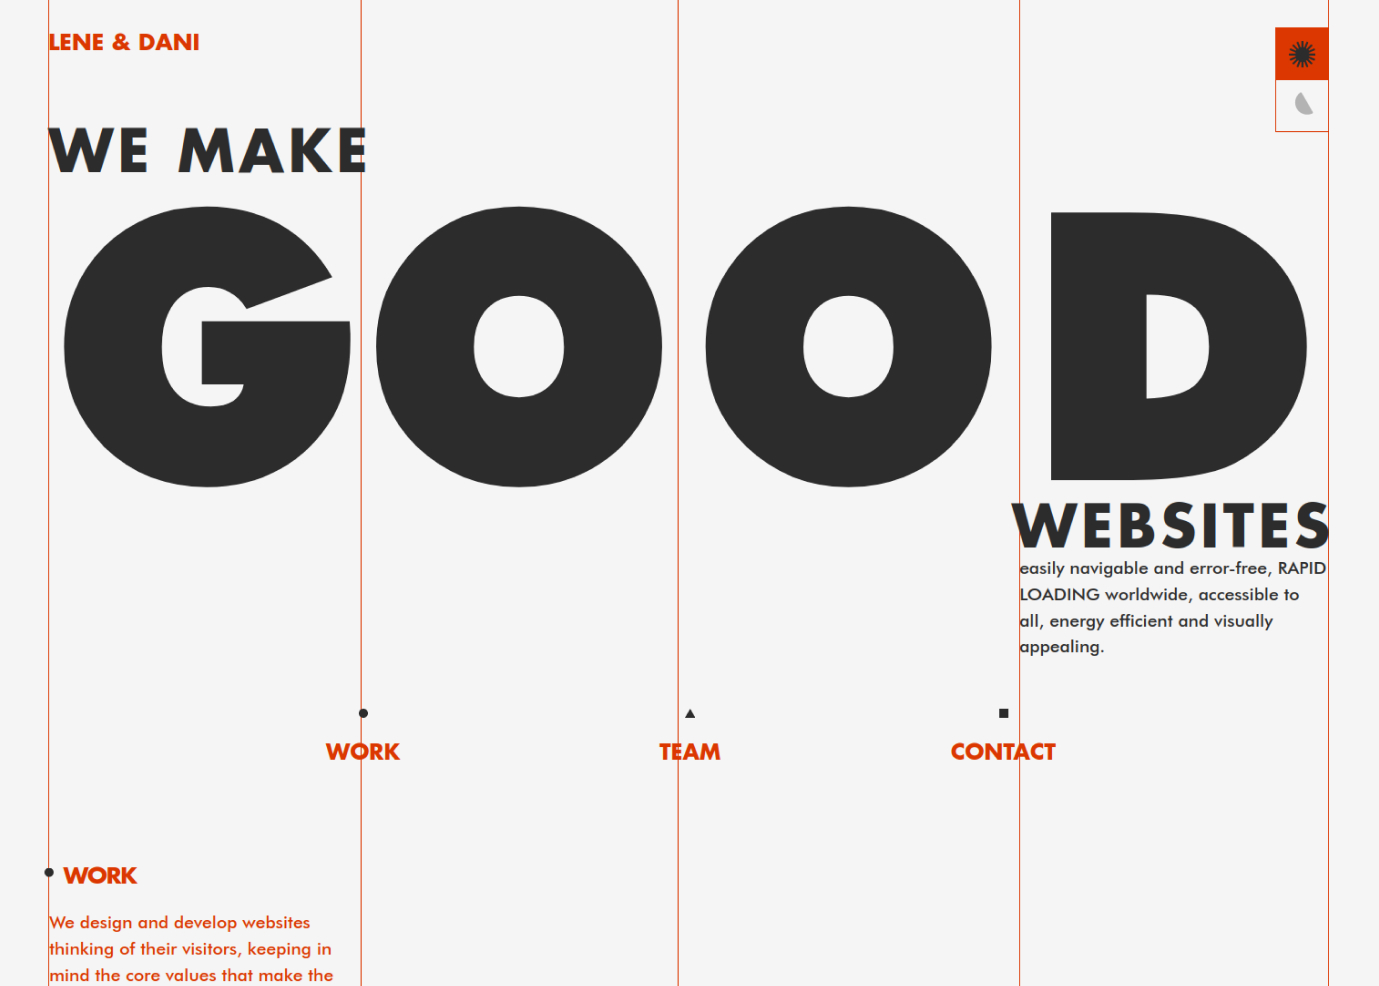 LENE & DANI
WE MAKE
GOOD
WEBSITES
easily navigable and error-free, RAPID
LOADING worldwide, accessible to
all, energy efficient and visually
appealing.
WORK
TEAM
CONTACT
WORK
We design and develop websites
thinking of their visitors, keeping in
mind the core values that make the